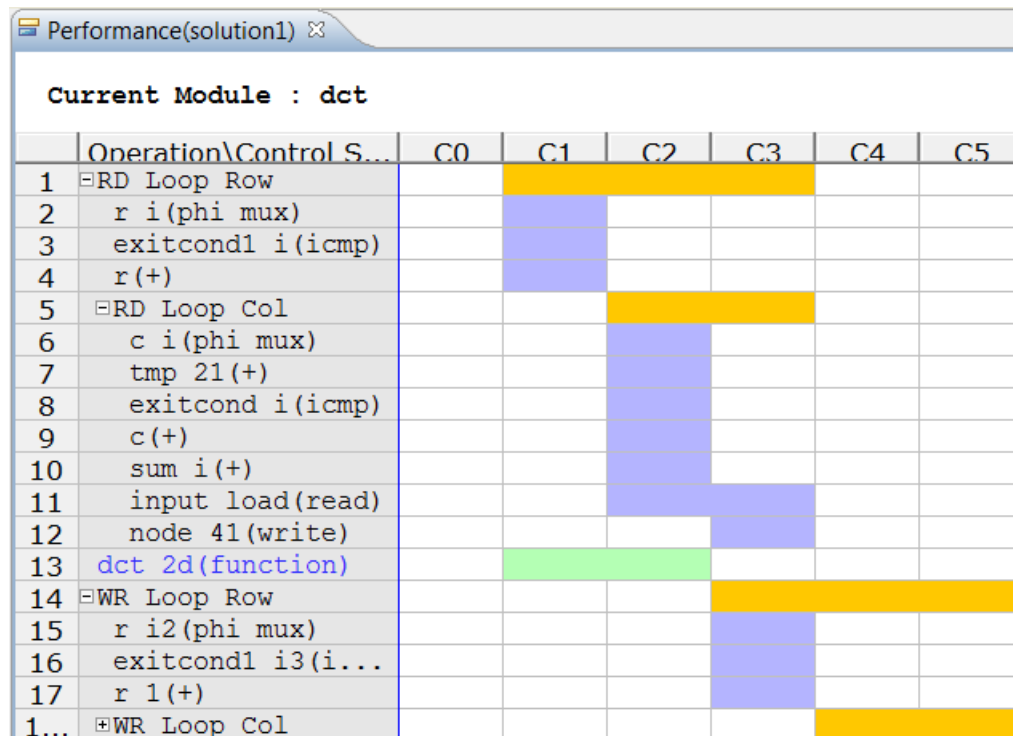 Performance(solution1)
Current Module : dct
Operation\Control S... C0 C1 C2 C3 C4 C5
1 RD Loop Row
2 r i(phi mux)
3 exitcond1 i(icmp)
4 r(+)
5 RD Loop Col
6 c i(phi mux)
7 tmp 21(+)
8 exitcond i(icmp)
9 c(+)
10 sum i(+)
11 input load(read)
12 node 41(write)
13 dct 2d(function)
14 WR Loop Row
15 r i2(phi mux)
16 exitcond1 i3(i...
17 r 1(+)
1... WR Loop Col